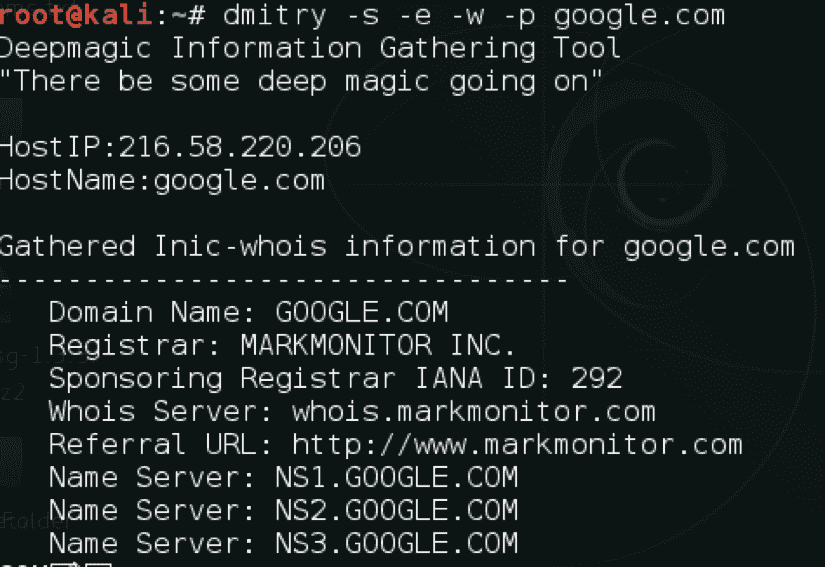 root@kali:~# dmitry -s -e -w -p google.com
Deepmagic Information Gathering Tool
"There be some deep magic going on"
HostIP:216.58.220.206
HostName:google.com
Gathered Inic-whois information for google.com
---------------------------------
Domain Name: GOOGLE.COM
Registrar: MARKMONITOR INC.
Sponsoring Registrar IANA ID: 292
Whois Server: whois.markmonitor.com
Referral URL: http://www.markmonitor.com
Name Server: NS1.GOOGLE.COM
Name Server: NS2.GOOGLE.COM
Name Server: NS3.GOOGLE.COM